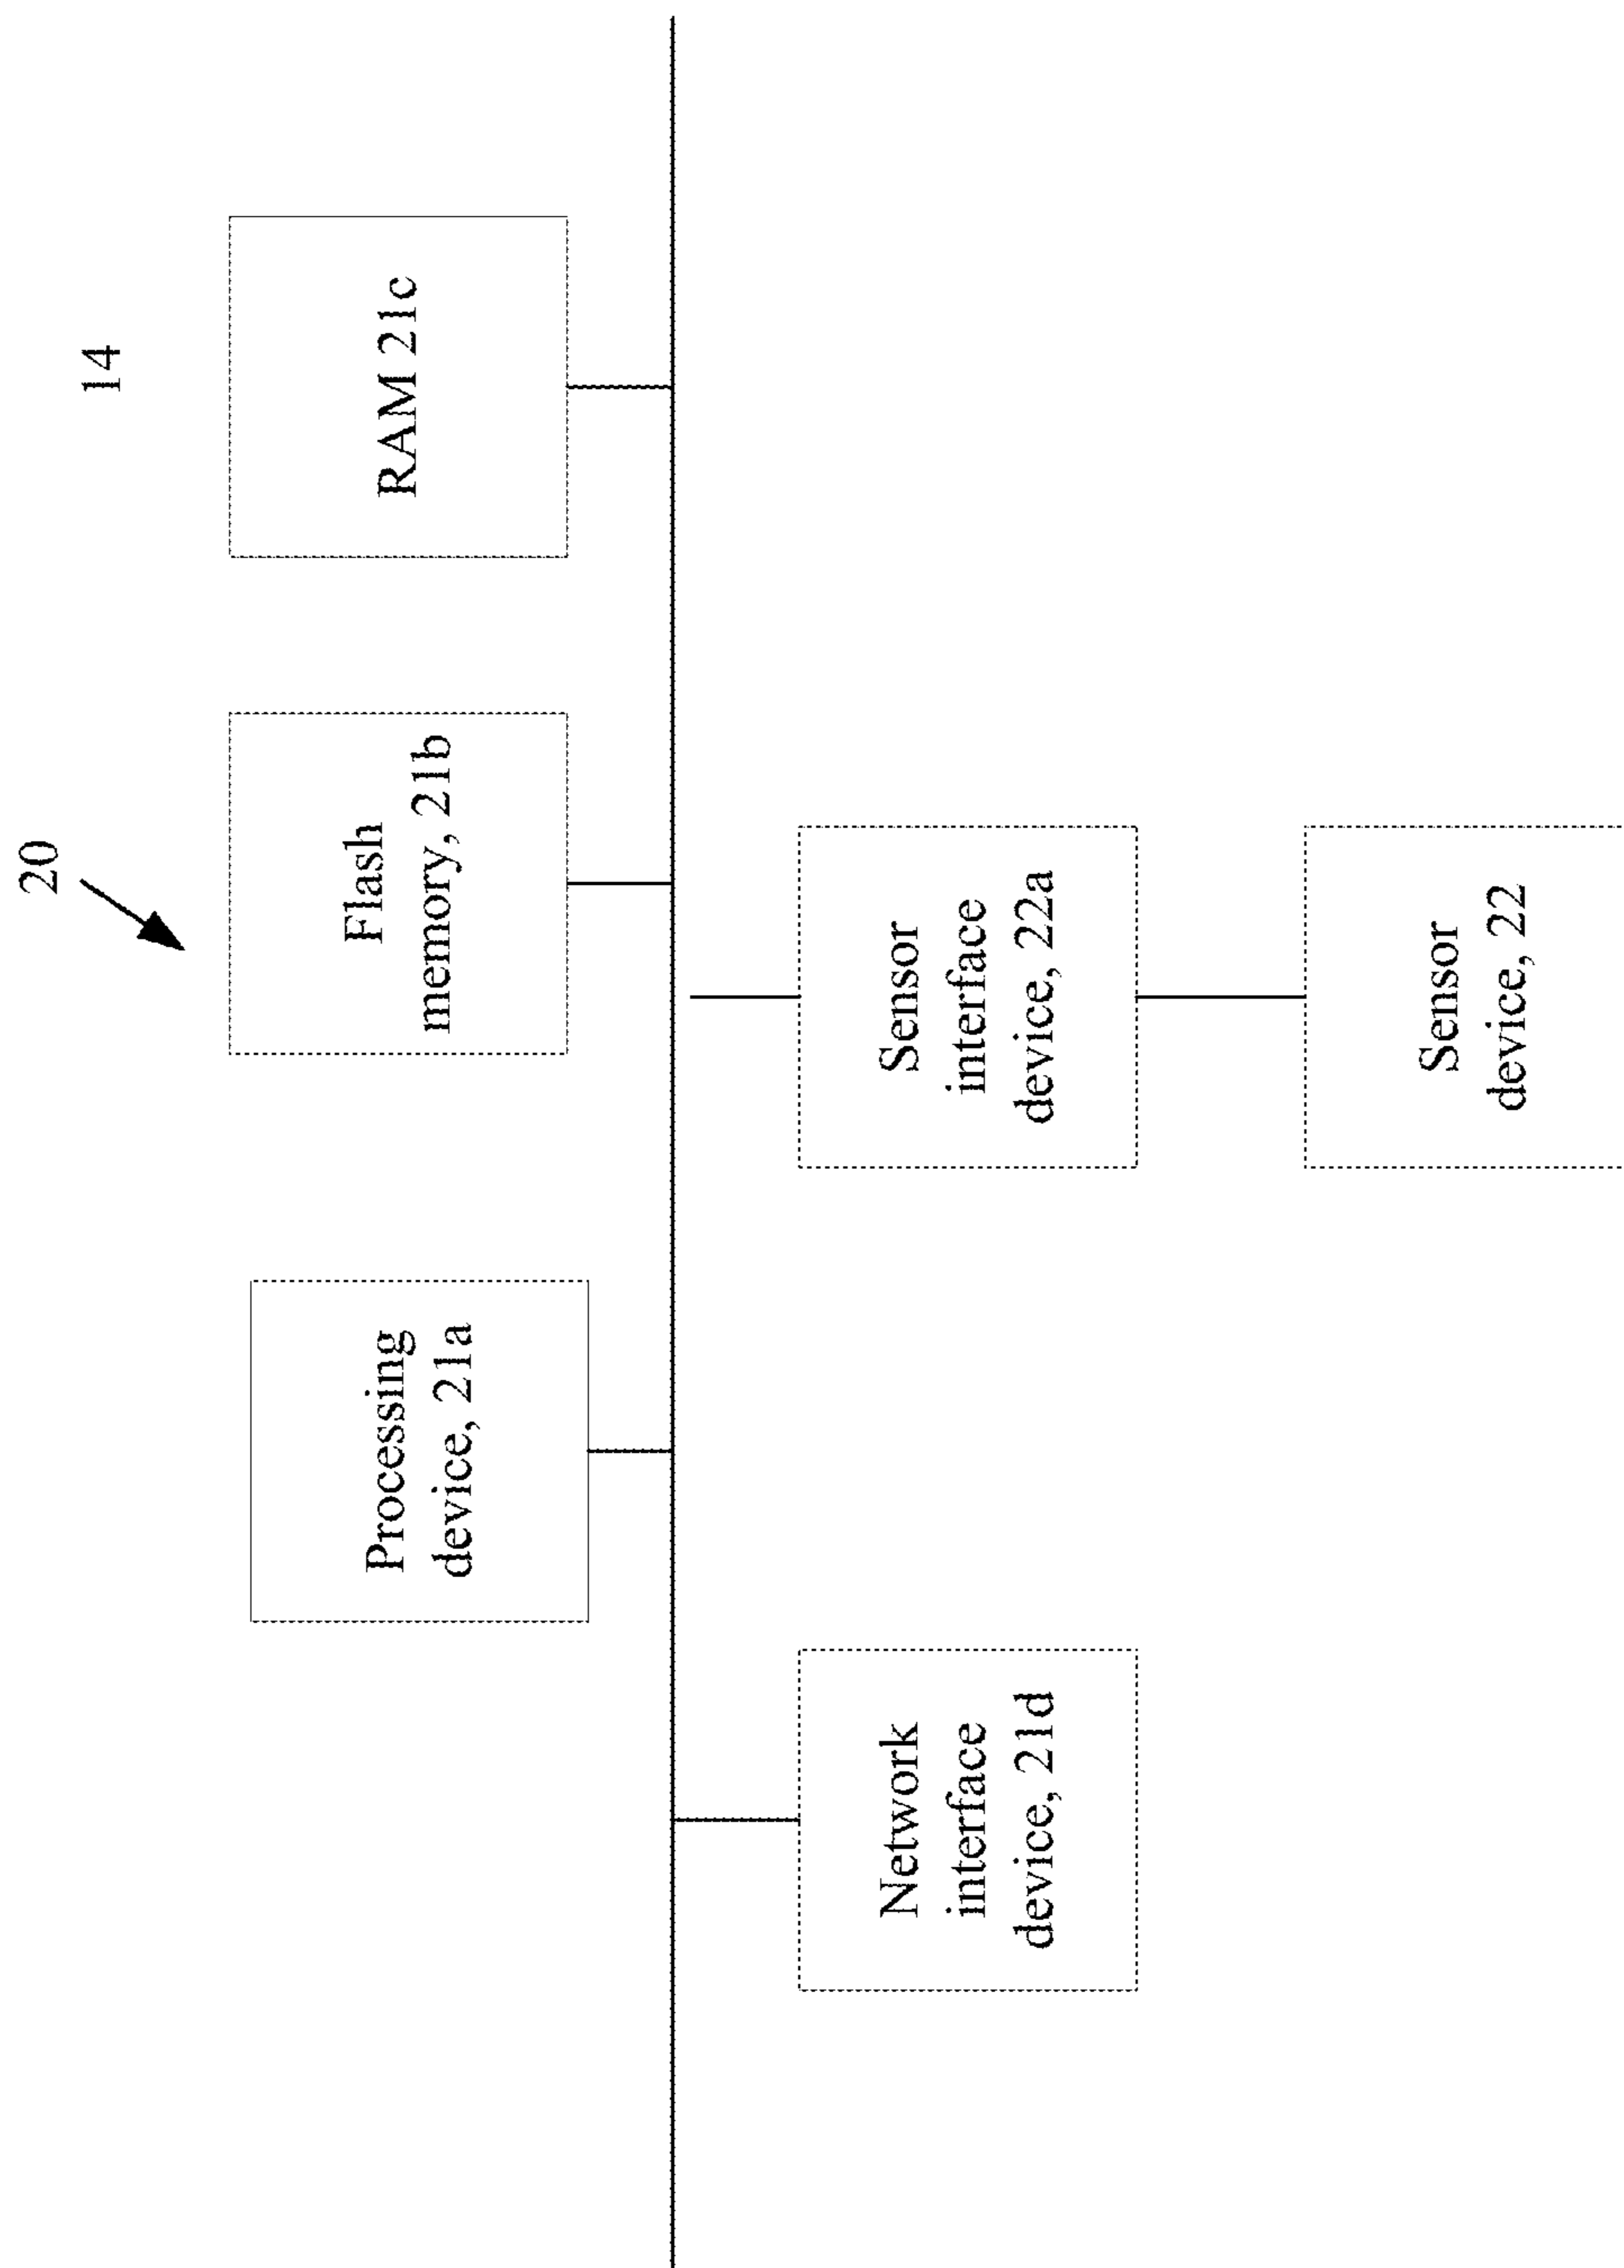 20
14
Processing
device, 21a
Flash
memory, 21b
RAM 21c
Network
interface
device, 21d
Sensor
interface
device, 22a
Sensor
device, 22